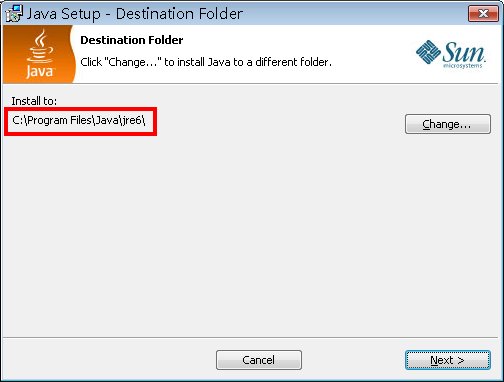 Java Setup - Destination Folder
Java
Destination Folder
Click "Change..." to install Java to a different folder.
Sun
microsystems
Install to:
C:\Program Files\Java\jre6\
Change...
Cancel
Next >